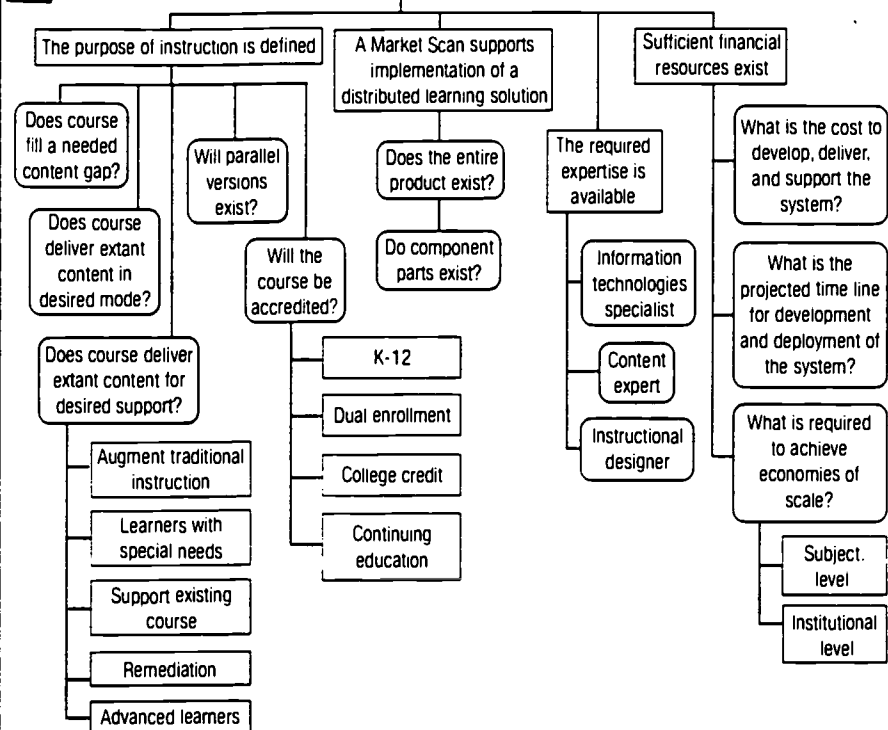 The purpose of instruction is defined
A Market Scan supports
implementation of a
distributed learning solution
Sufficient financial
resources exist
Does course
fill a needed
content gap?
Will parallel
versions
exist?
Does course
deliver extant
content in
desired mode?
Will the
course be
accredited?
Does course deliver
extant content for
desired support?
Augment traditional
instruction
Learners with
special needs
Support existing
course
Remediation
Advanced learners
K-12
Dual enrollment
College credit
Continuing
education
Does the entire
product exist?
Do component
parts exist?
The required
expertise is
available
Information
technologies
specialist
Content
expert
Instructional
designer
What is the cost
to develop, deliver,
and support the
system?
What is the
projected time line
for development
and deployment of
the system?
What is required
to achieve
economies of
scale?
Subject.
level
Institutional
level